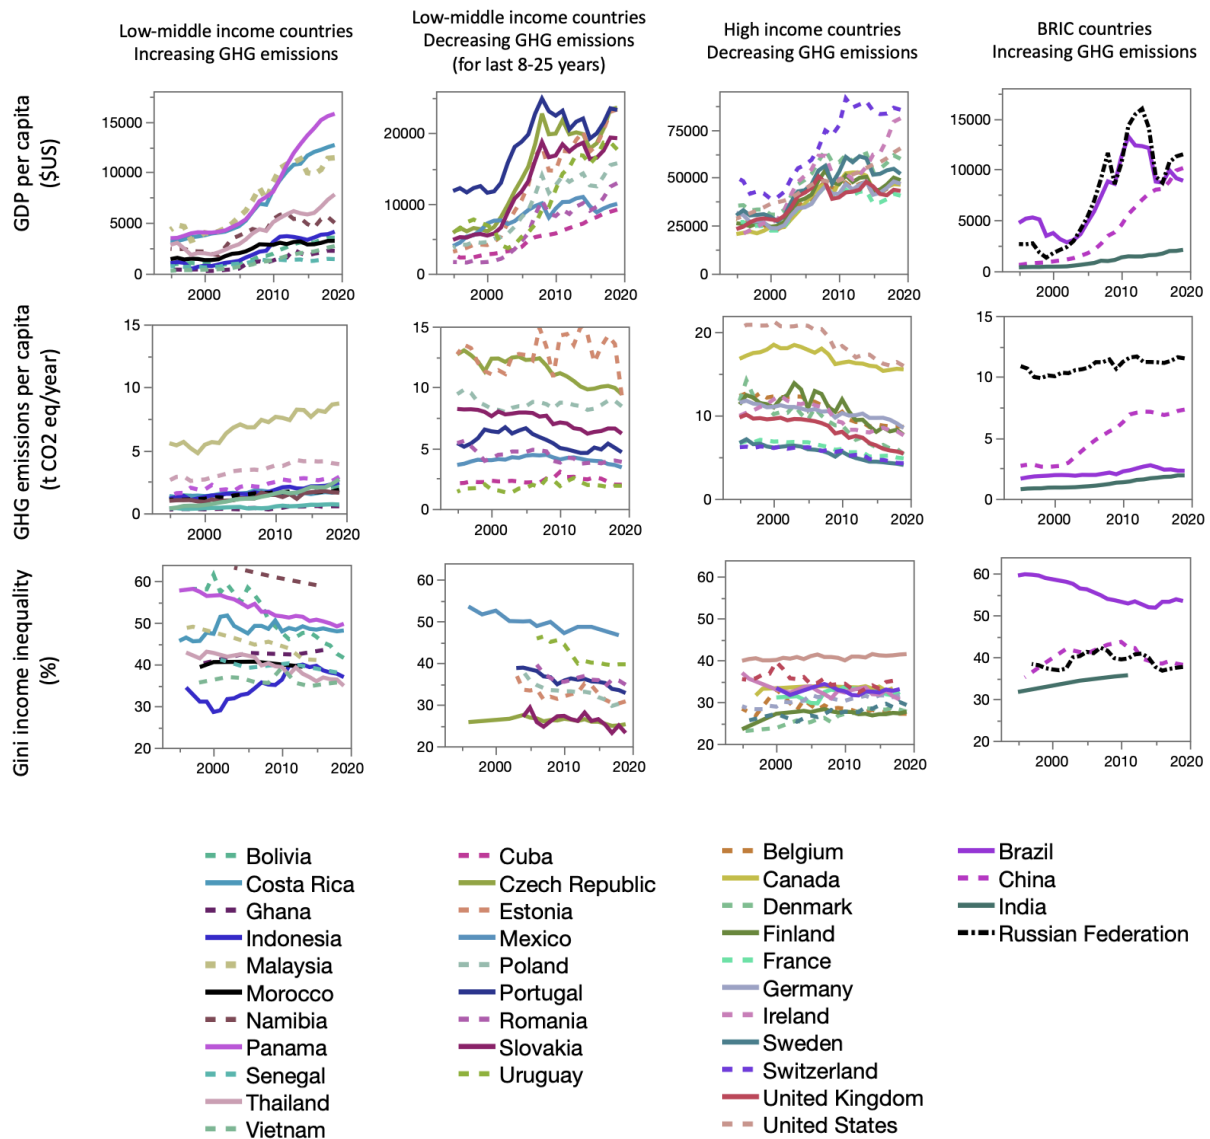 Low-middle income countries
Increasing GHG emissions
Low-middle income countries
Decreasing GHG emissions
(for last 8-25 years)
High income countries
Decreasing GHG emissions
BRIC countries
Increasing GHG emissions
GDP per capita
($US)
15000
10000
5000
0
2000
2010
2020
20000
10000
0
2000
2010
2020
75000
50000
25000
0
2000
2010
2020
15000
10000
5000
0
2000
2010
2020
GHG emissions per capita
(t CO2 eq/year)
15
10
5
0
2000
2010
2020
15
10
5
0
2000
2010
2020
20
10
0
2000
2010
2020
15
10
5
0
2000
2010
2020
Gini income inequality
(%)
60
50
40
30
20
2000
2010
2020
60
50
40
30
20
2000
2010
2020
60
50
40
30
20
2000
2010
2020
60
50
40
30
20
2000
2010
2020
Bolivia
Costa Rica
Ghana
Indonesia
Malaysia
Morocco
Namibia
Panama
Senegal
Thailand
Vietnam
Cuba
Czech Republic
Estonia
Mexico
Poland
Portugal
Romania
Slovakia
Uruguay
Belgium
Canada
Denmark
Finland
France
Germany
Ireland
Sweden
Switzerland
United Kingdom
United States
Brazil
China
India
Russian Federation